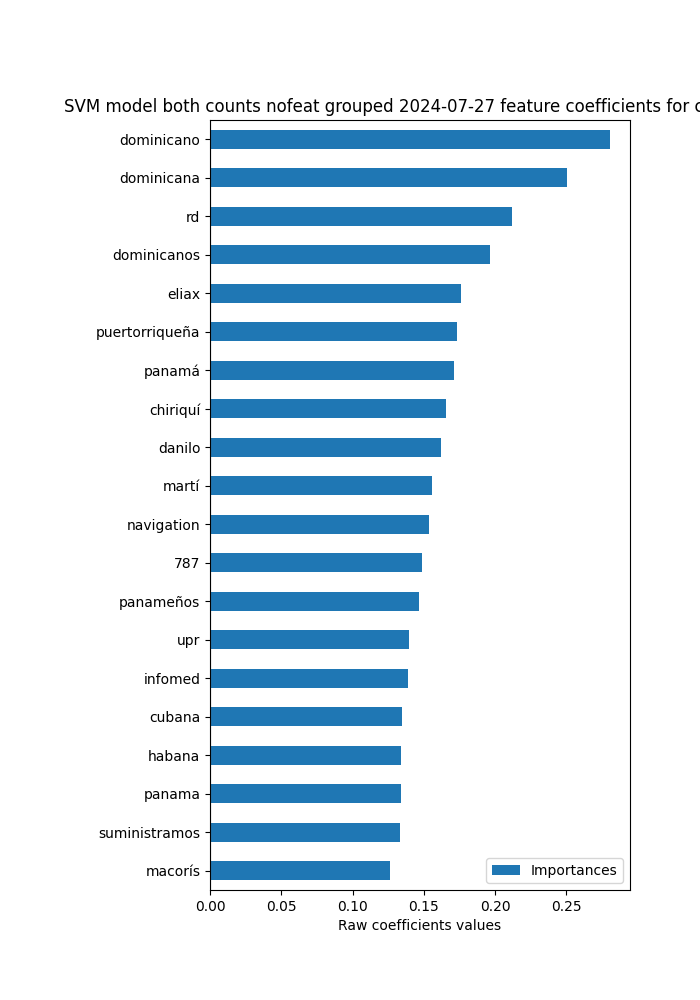 SVM model both counts nofeat grouped 2024-07-27 feature coefficients for
dominicano
dominicana
rd
dominicanos
eliax
puertorriqueña
panamá
chiriquí
danilo
martí
navigation
787
panameños
upr
infomed
cubana
habana
panama
suministramos
macorís
Importances
0.00 0.05 0.10 0.15 0.20 0.25
Raw coefficients values